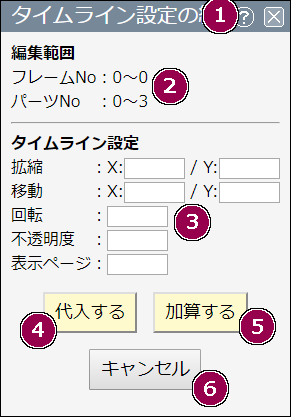 タイムライン設定の
1
?
編集範囲
フレームNo：0～0
パーツNo ：0～3
2
タイムライン設定
拡縮 ：X: / Y:
移動 ：X: / Y:
回転 ：
3
不透明度 ：
表示ページ：
代入する
加算する
4
5
キャンセル
6